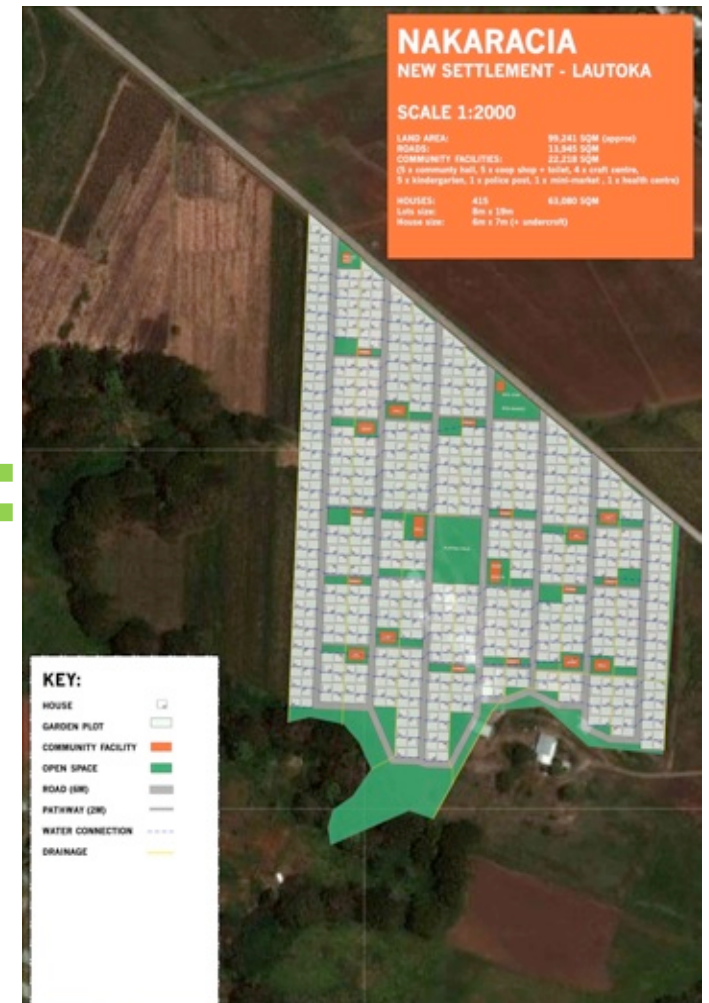 NAKARACIA
NEW SETTLEMENT - LAUTOKA
SCALE 1:2000
LAND AREA: 99,241 SQM (approx)
ROADS: 13,945 SQM
COMMUNITY FACILITIES: 22,218 SQM
(5 x community hall, 5 x coop shop + toilet, 4 x craft centre,
5 x kindergarten, 1 x police post, 1 x mini-market , 1 x health centre)
HOUSES: 415 63,080 SQM
Lots size: 8m x 19m
House size: 6m x 7m (+ undercroft)
KEY:
HOUSE
GARDEN PLOT
COMMUNITY FACILITY
OPEN SPACE
ROAD (6M)
PATHWAY (2M)
WATER CONNECTION
DRAINAGE